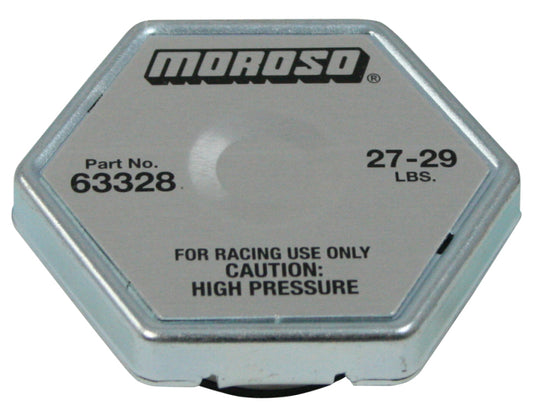 MOROSO®
Part No.
63328
27-29
LBS.
FOR RACING USE ONLY
CAUTION:
HIGH PRESSURE